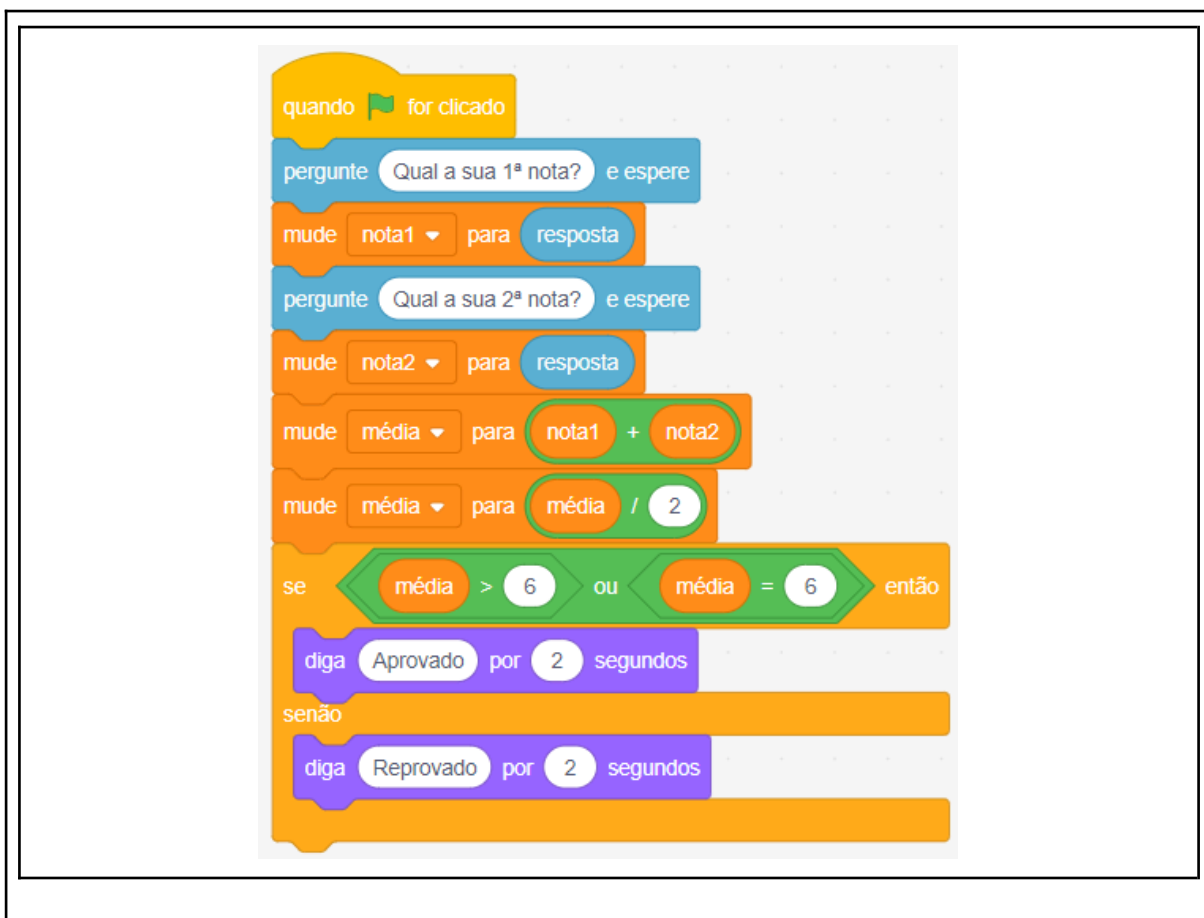 quando for clicado
pergunte Qual a sua 1ª nota? e espere
mude nota1 para resposta
pergunte Qual a sua 2ª nota? e espere
mude nota2 para resposta
mude média para nota1 + nota2
mude média para média / 2
se média > 6 ou média = 6 então
diga Aprovado por 2 segundos
senão
diga Reprovado por 2 segundos